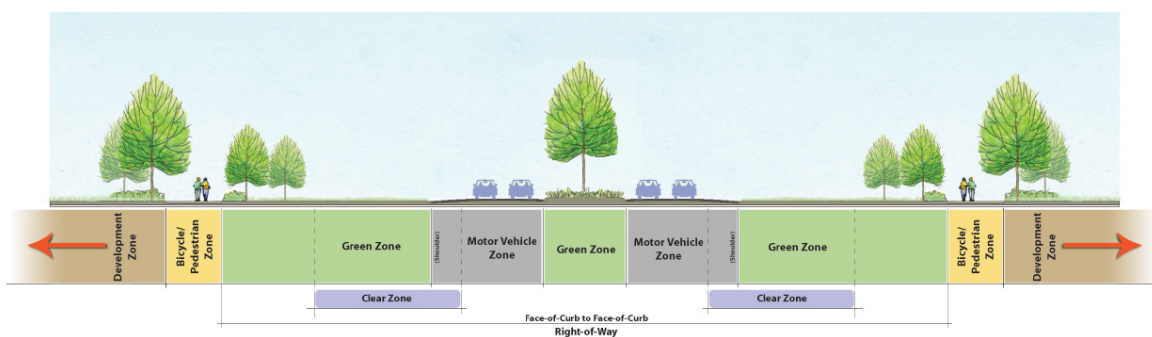 Development
Zone
Bicycle/
Pedestrian
Zone
Green Zone
(Shoulder)
Motor Vehicle
Zone
Green Zone
Motor Vehicle
Zone
(Shoulder)
Green Zone
Bicycle/
Pedestrian
Zone
Development
Zone
Clear Zone
Clear Zone
Face-of-Curb to Face-of-Curb
Right-of-Way